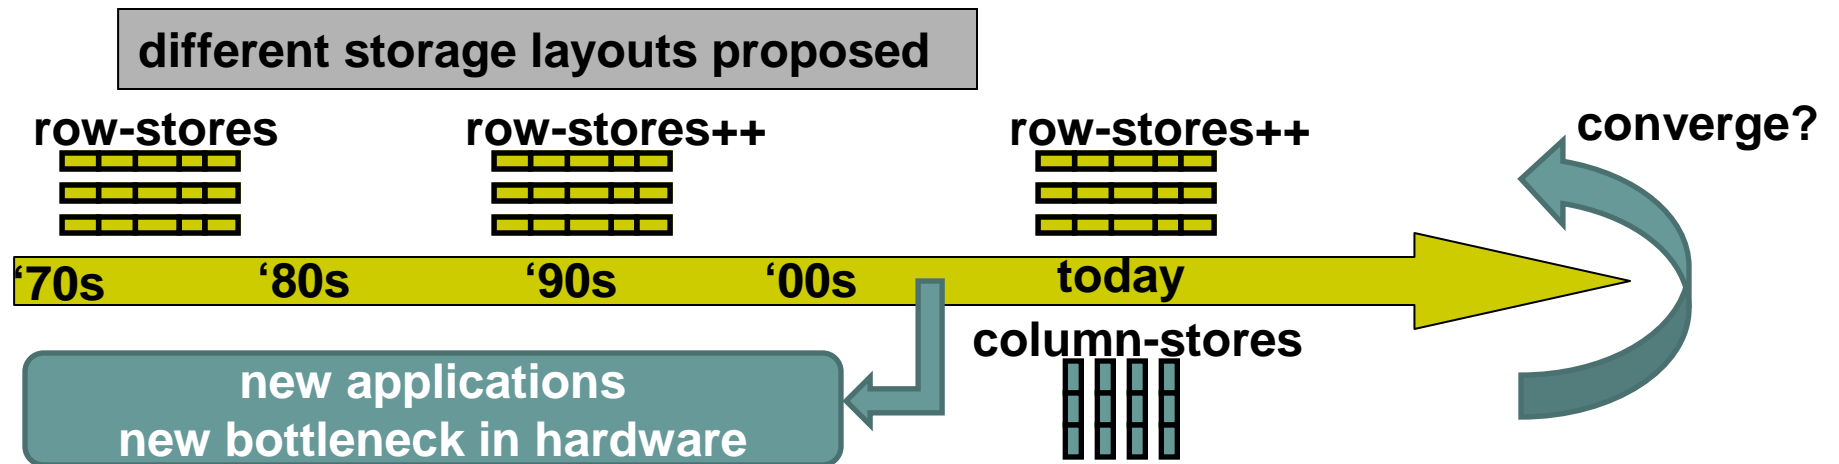 different storage layouts proposed
row-stores
row-stores++
row-stores++
converge?
‘70s
‘80s
‘90s
‘00s
today
column-stores
new applications
new bottleneck in hardware